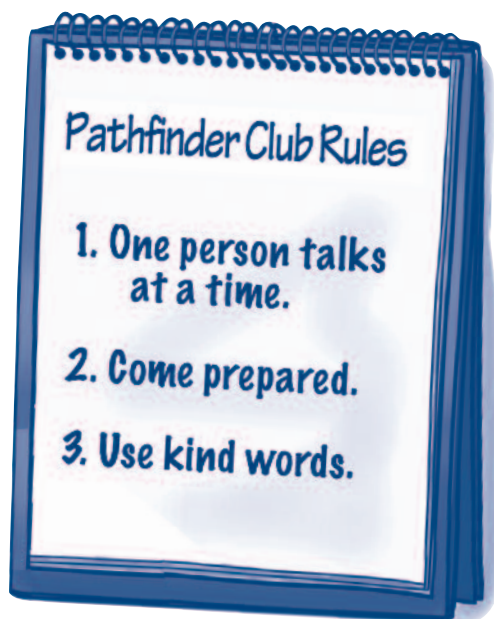 Pathfinder Club Rules
1. One person talks
at a time.
2. Come prepared.
3. Use kind words.